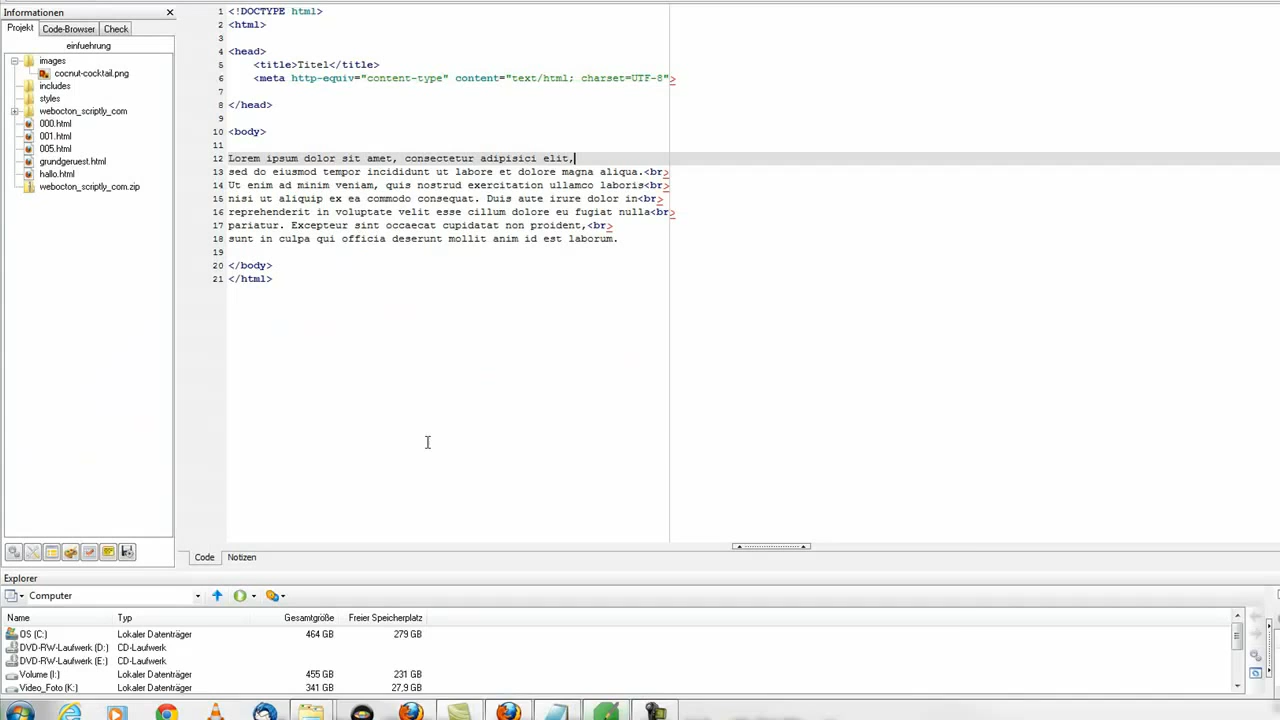 Informationen
Projekt Code-Browser Check
einfuehrung
images
cocnut-cocktail.png
includes
styles
webocton_scriptly_com
000.html
001.html
005.html
grundgeruest.html
hallo.html
webocton_scriptly_com.zip
1 <!DOCTYPE html>
2 <html>
3
4 <head>
5 <title>Titel</title>
6 <meta http-equiv="content-type" content="text/html; charset=UTF-8">
7
8 </head>
9
10 <body>
11
12 Lorem ipsum dolor sit amet, consectetur adipisici elit,
13 sed do eiusmod tempor incididunt ut labore et dolore magna aliqua.<br>
14 Ut enim ad minim veniam, quis nostrud exercitation ullamco laboris<br>
15 nisi ut aliquip ex ea commodo consequat. Duis aute irure dolor in<br>
16 reprehenderit in voluptate velit esse cillum dolore eu fugiat nulla<br>
17 pariatur. Excepteur sint occaecat cupidatat non proident,<br>
18 sunt in culpa qui officia deserunt mollit anim id est laborum.
19
20 </body>
21 </html>
Code Notizen
Explorer
Computer
Name Typ Gesamtgröße Freier Speicherplatz
OS (C:) Lokaler Datenträger 464 GB 279 GB
DVD-RW-Laufwerk (D:) CD-Laufwerk
DVD-RW-Laufwerk (E:) CD-Laufwerk
Volume (I:) Lokaler Datenträger 455 GB 231 GB
Video_Foto (K:) Lokaler Datenträger 341 GB 27,9 GB